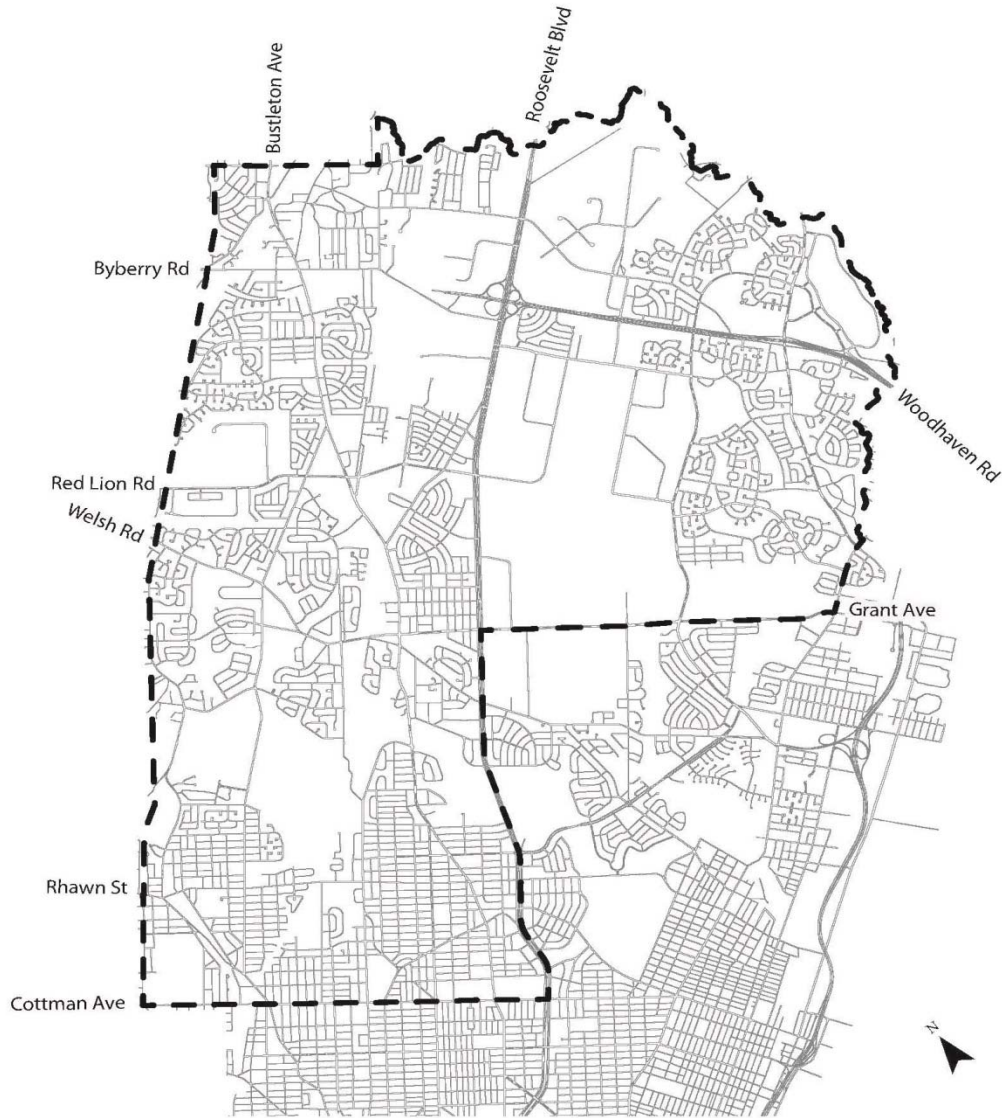 Bustleton Ave
Roosevelt Blvd
Byberry Rd
Woodhaven Rd
Red Lion Rd
Welsh Rd
Grant Ave
Rhawn St
Cottman Ave
N